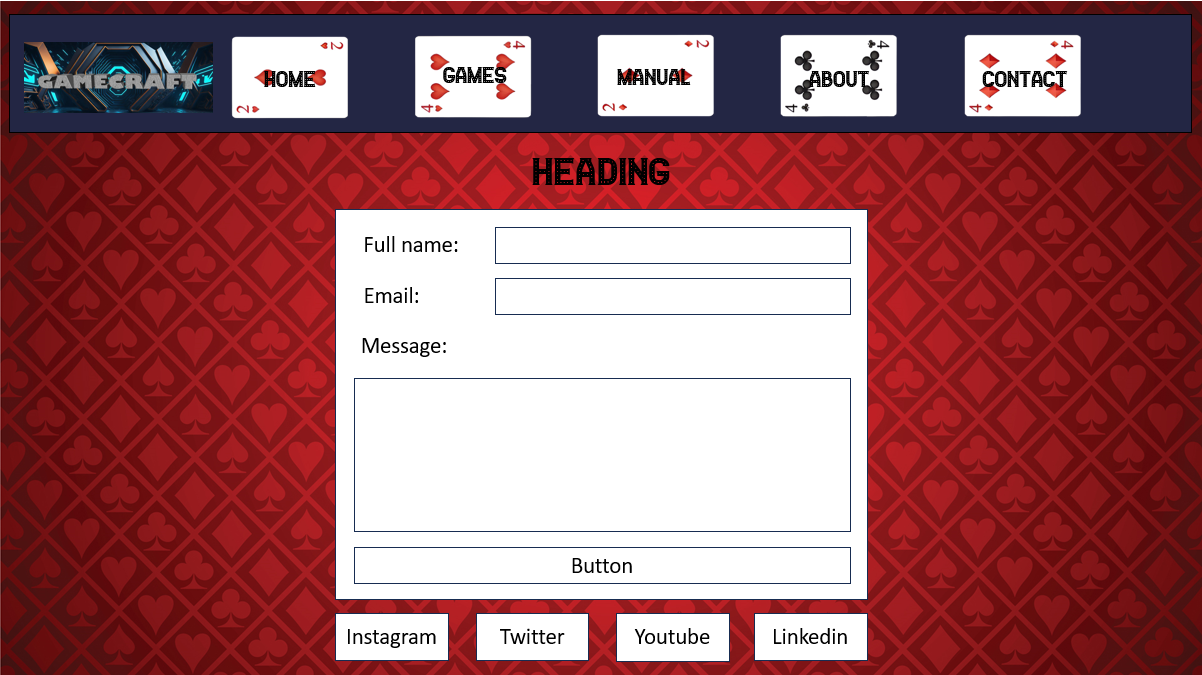 GAMECRAFT
2 HOME 2
4 GAMES 4
2 MANUAL 2
4 ABOUT 4
4 CONTACT 4
HEADING
Full name:
Email:
Message:
Button
Instagram Twitter Youtube Linkedin